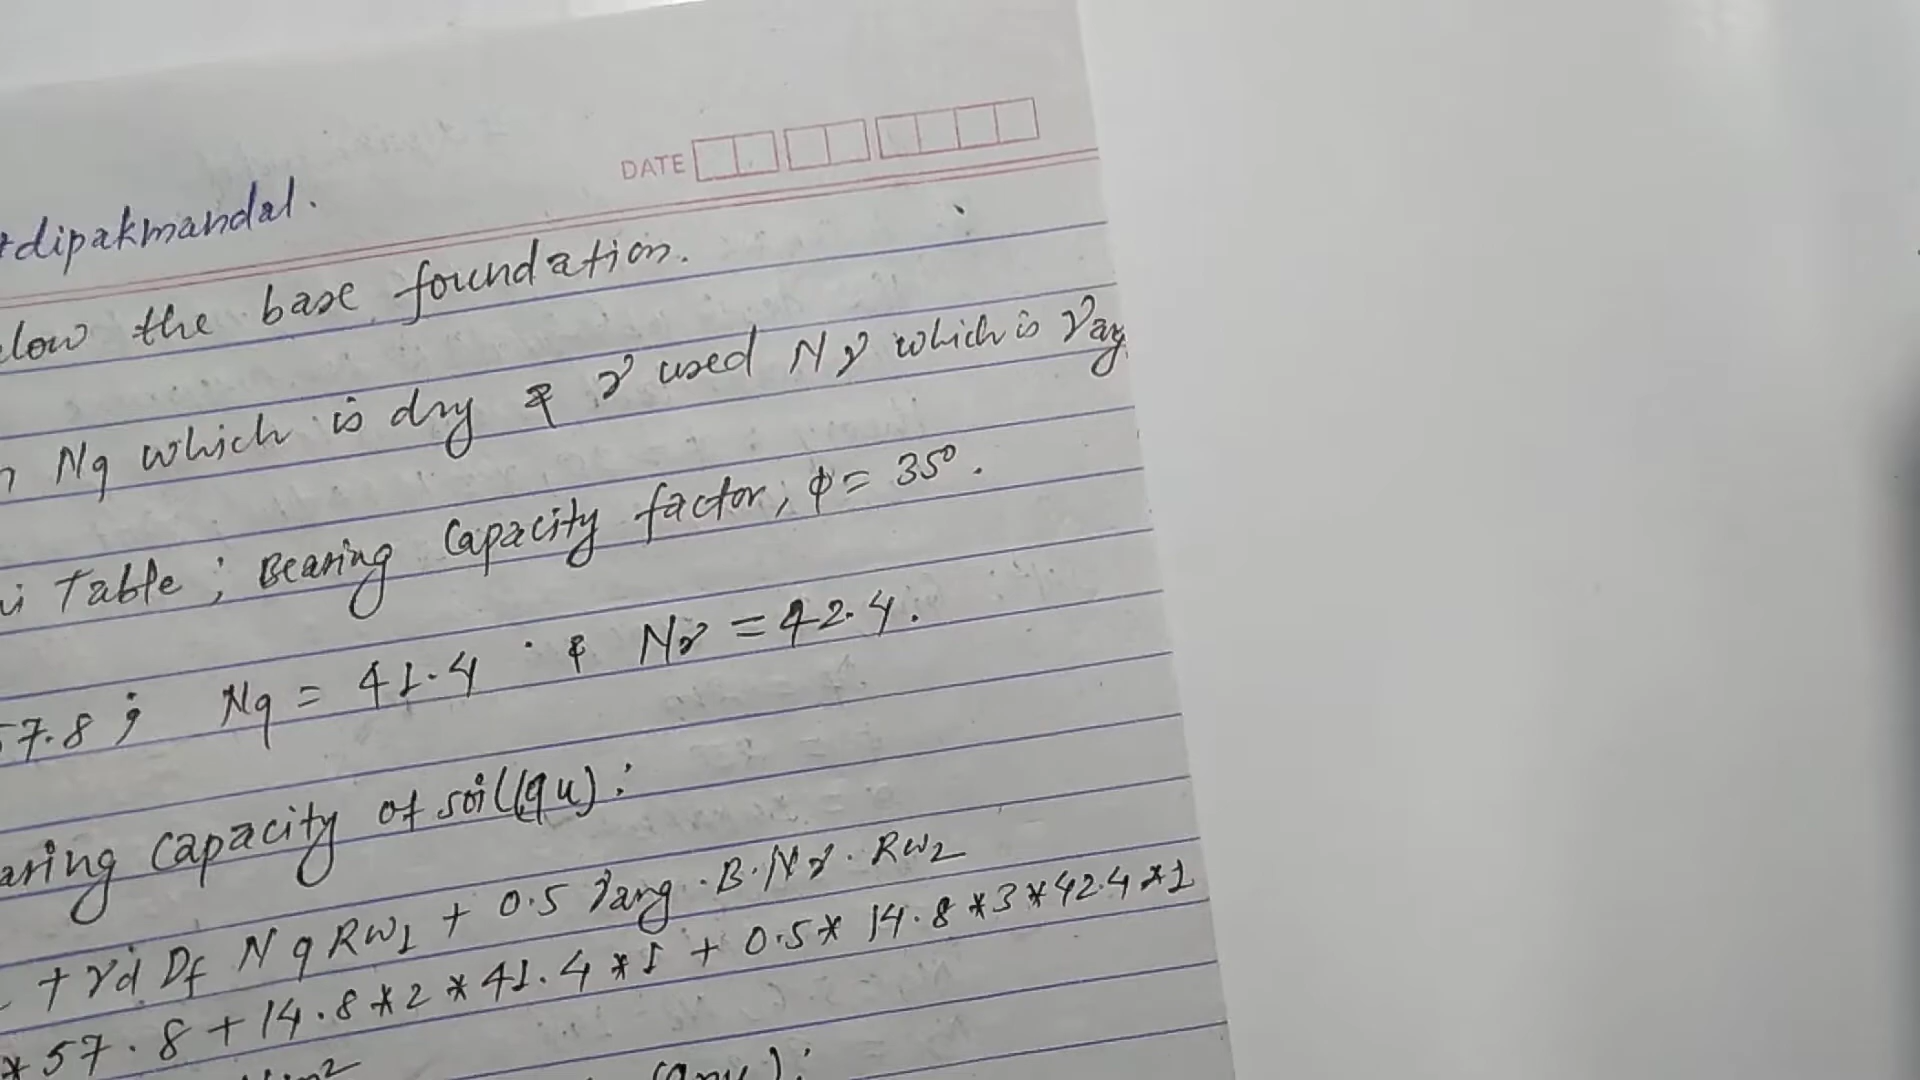 DATE
dipakmandal.
low the base foundation.
Nq which is dry & γ used Nγ which is γavg
Table ; Bearing Capacity factor, φ = 35°.
57.8 ; Nq = 41.4 & Nγ = 42.4.
aring capacity of soil (qu) :
+ γd Df Nq Rw1 + 0.5 γavg . B . Nγ . Rw2
* 57.8 + 14.8 * 2 * 41.4 * 1 + 0.5 * 14.8 * 3 * 42.4 * 1